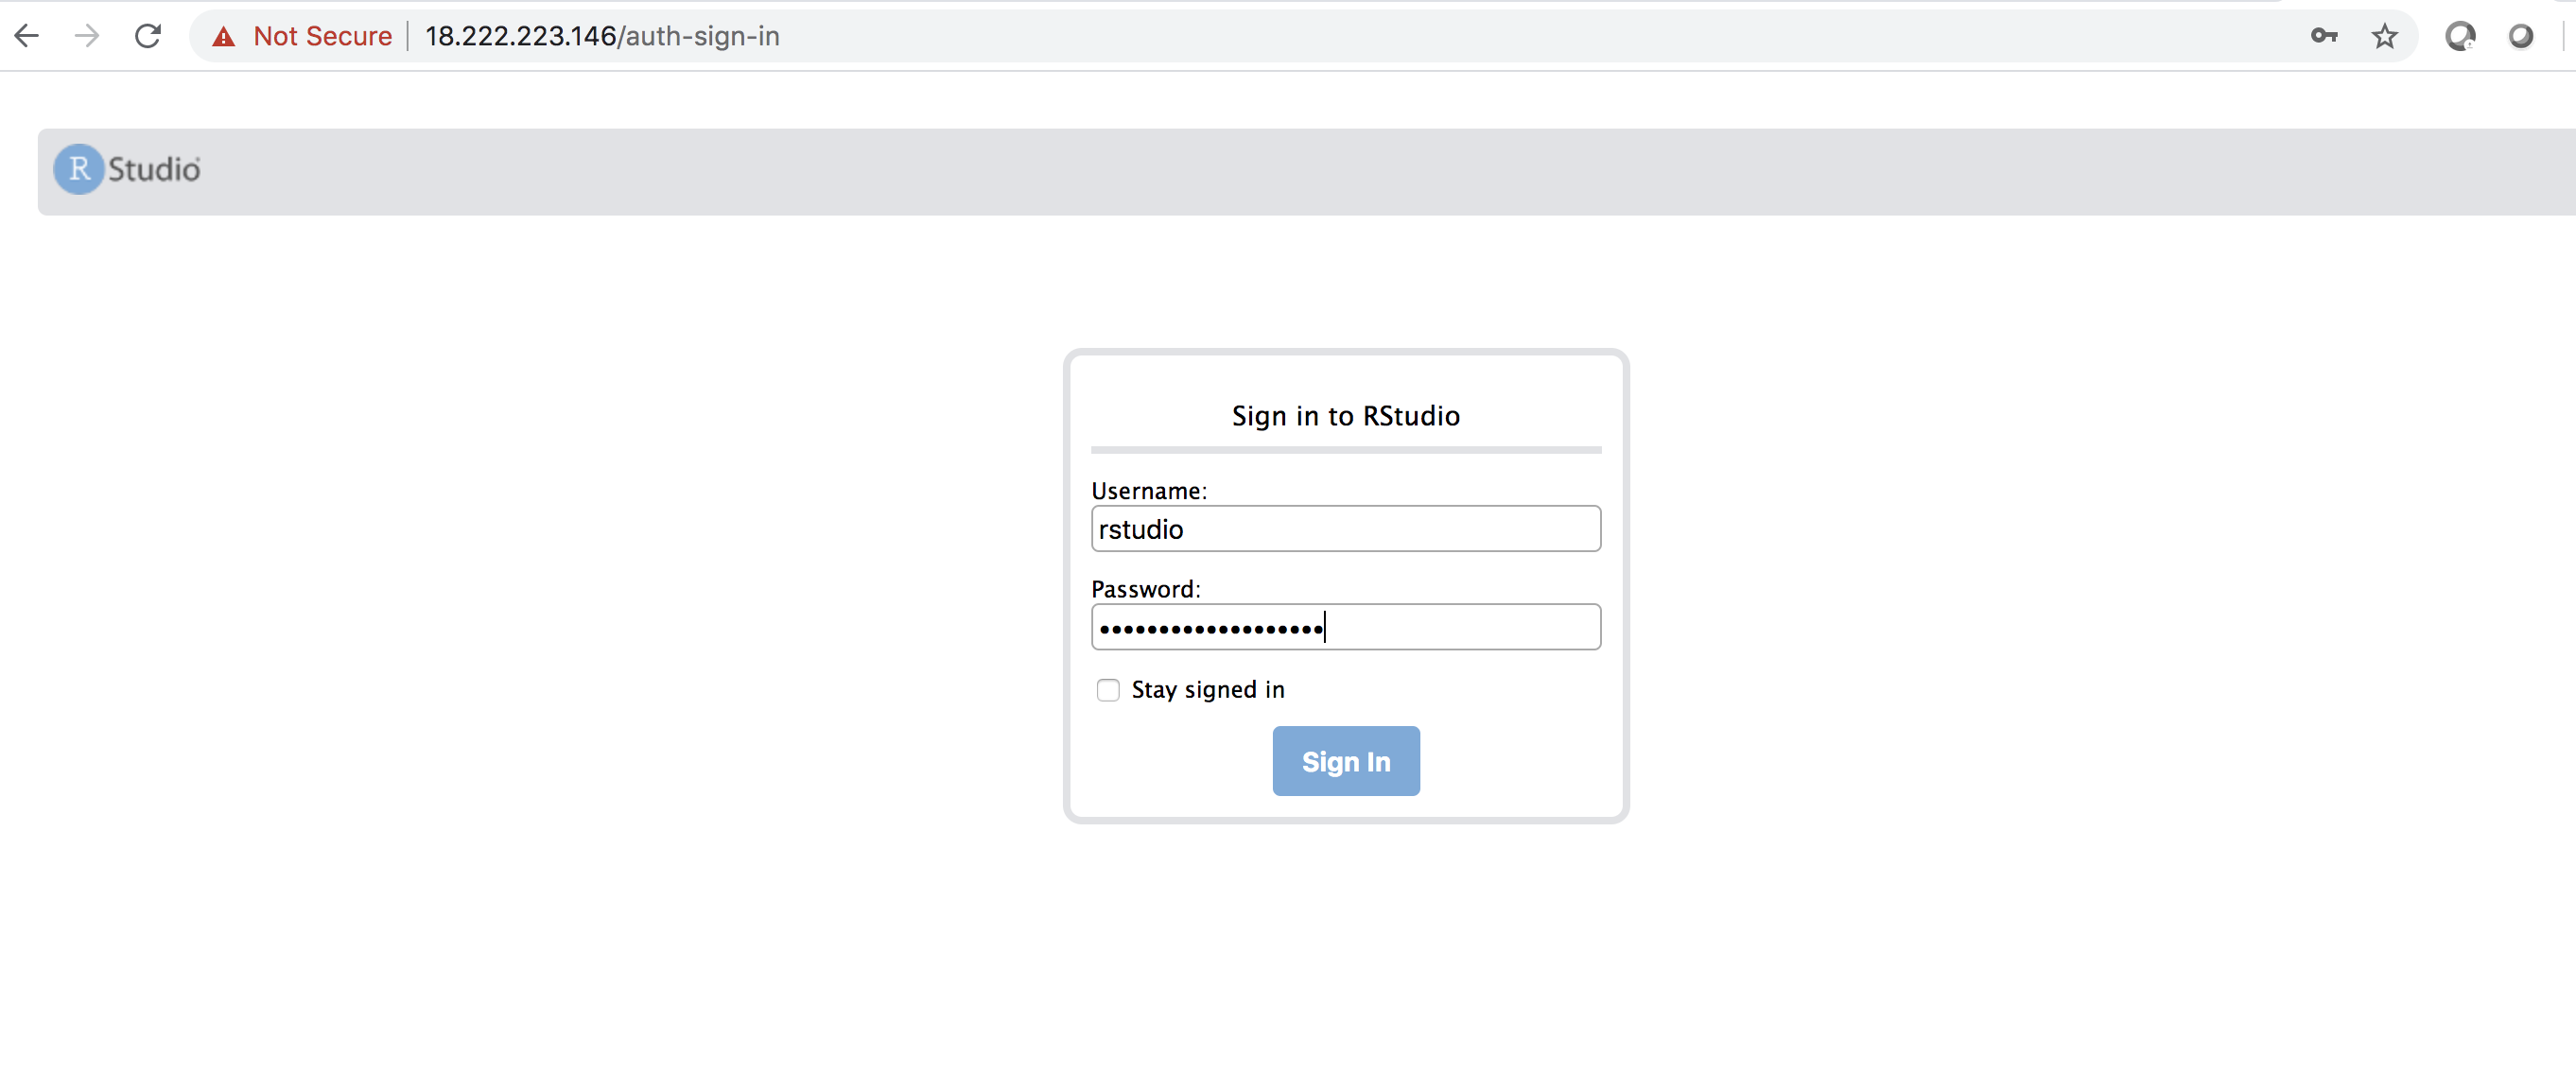 Not Secure 18.222.223.146/auth-sign-in
R Studio
Sign in to RStudio
Username:
rstudio
Password:
•••••••••••••••••••
Stay signed in
Sign In